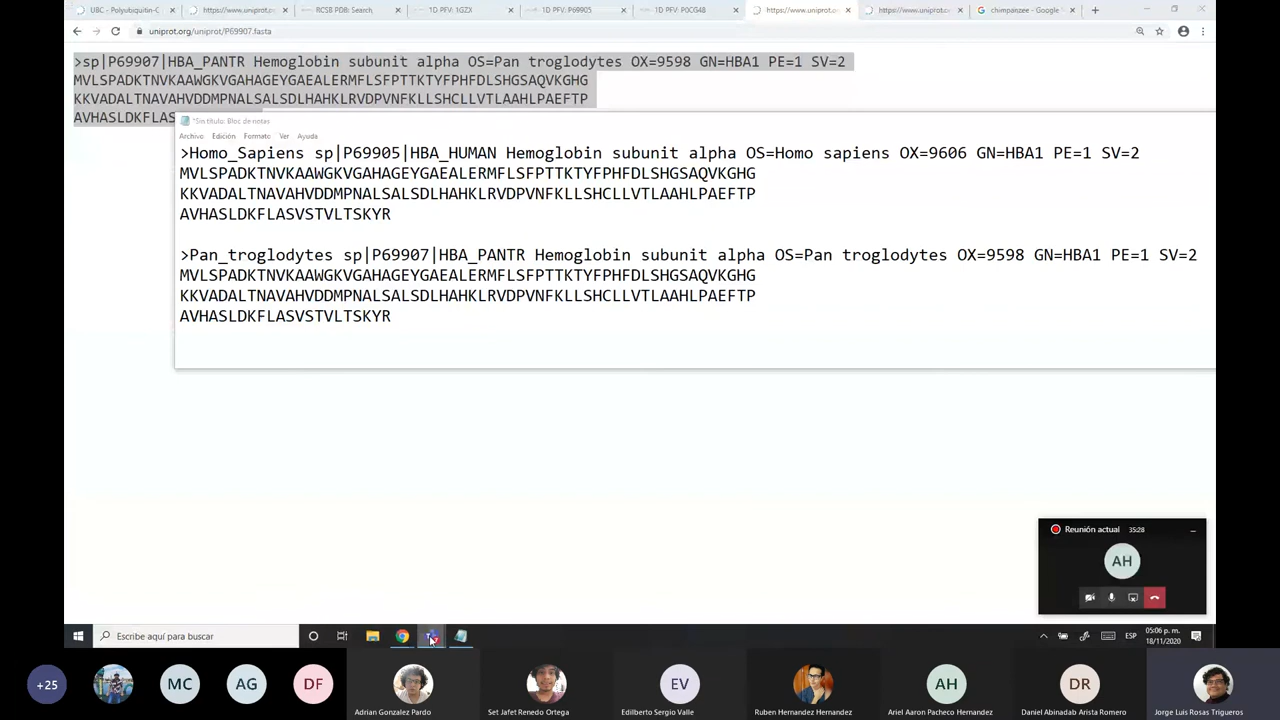 UBC - Polyubiquitin-C
https://www.uniprot.o
RCSB PDB: Search,
1D PFV: 1GZX
1D PFV: P69905
1D PFV: P0CG48
https://www.uniprot.o
https://www.uniprot.o
chimpanzee - Google
uniprot.org/uniprot/P69907.fasta
>sp|P69907|HBA_PANTR Hemoglobin subunit alpha OS=Pan troglodytes OX=9598 GN=HBA1 PE=1 SV=2
MVLSPADKTNVKAAWGKVGAHAGEYGAEALERMFLSFPTTKTYFPHFDLSHGSAQVKGHG
KKVADALTNAVAHVDDMPNALSALSDLHAHKLRVDPVNFKLLSHCLLVTLAAHLPAEFTP
AVHASLDKFLAS
*Sin título: Bloc de notas
Archivo Edición Formato Ver Ayuda
>Homo_Sapiens sp|P69905|HBA_HUMAN Hemoglobin subunit alpha OS=Homo sapiens OX=9606 GN=HBA1 PE=1 SV=2
MVLSPADKTNVKAAWGKVGAHAGEYGAEALERMFLSFPTTKTYFPHFDLSHGSAQVKGHG
KKVADALTNAVAHVDDMPNALSALSDLHAHKLRVDPVNFKLLSHCLLVTLAAHLPAEFTP
AVHASLDKFLASVSTVLTSKYR
>Pan_troglodytes sp|P69907|HBA_PANTR Hemoglobin subunit alpha OS=Pan troglodytes OX=9598 GN=HBA1 PE=1 SV=2
MVLSPADKTNVKAAWGKVGAHAGEYGAEALERMFLSFPTTKTYFPHFDLSHGSAQVKGHG
KKVADALTNAVAHVDDMPNALSALSDLHAHKLRVDPVNFKLLSHCLLVTLAAHLPAEFTP
AVHASLDKFLASVSTVLTSKYR
Reunión actual 35:28
AH
Escribe aquí para buscar
ESP
05:06 p. m.
18/11/2020
+25 MC AG DF EV AH DR
Adrian Gonzalez Pardo
Set Jafet Renedo Ortega
Edilberto Sergio Valle
Ruben Hernandez Hernandez
Ariel Aaron Pacheco Hernandez
Daniel Abinadab Arista Romero
Jorge Luis Rosas Trigueros